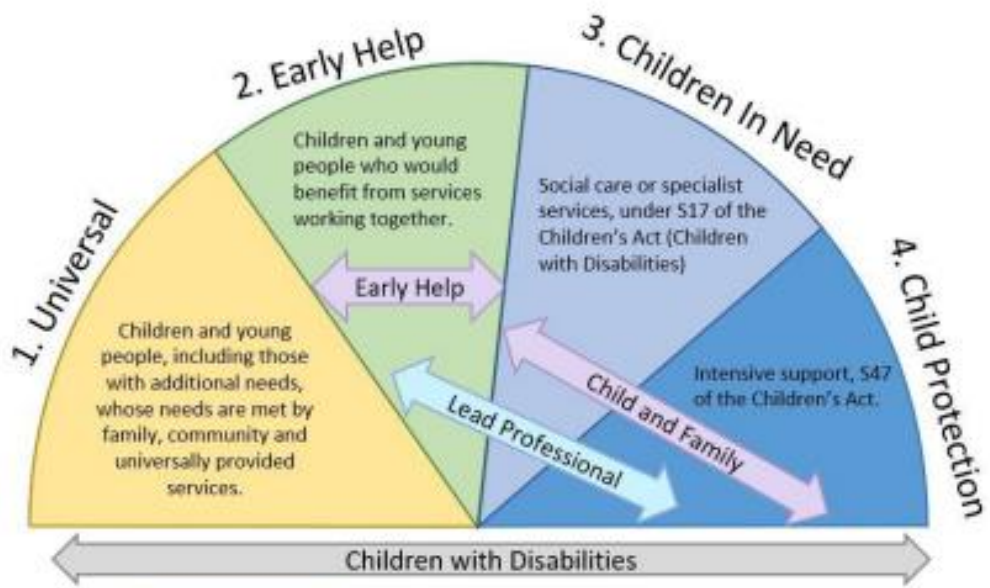 1. Universal
2. Early Help
3. Children In Need
4. Child Protection
Children and young
people, including those
with additional needs,
whose needs are met by
family, community and
universally provided
services.
Children and young
people who would
benefit from services
working together.
Early Help
Social care or specialist
services, under S17 of the
Children's Act (Children
with Disabilities)
Intensive support, S47
of the Children's Act.
Lead Professional
Child and Family
Children with Disabilities